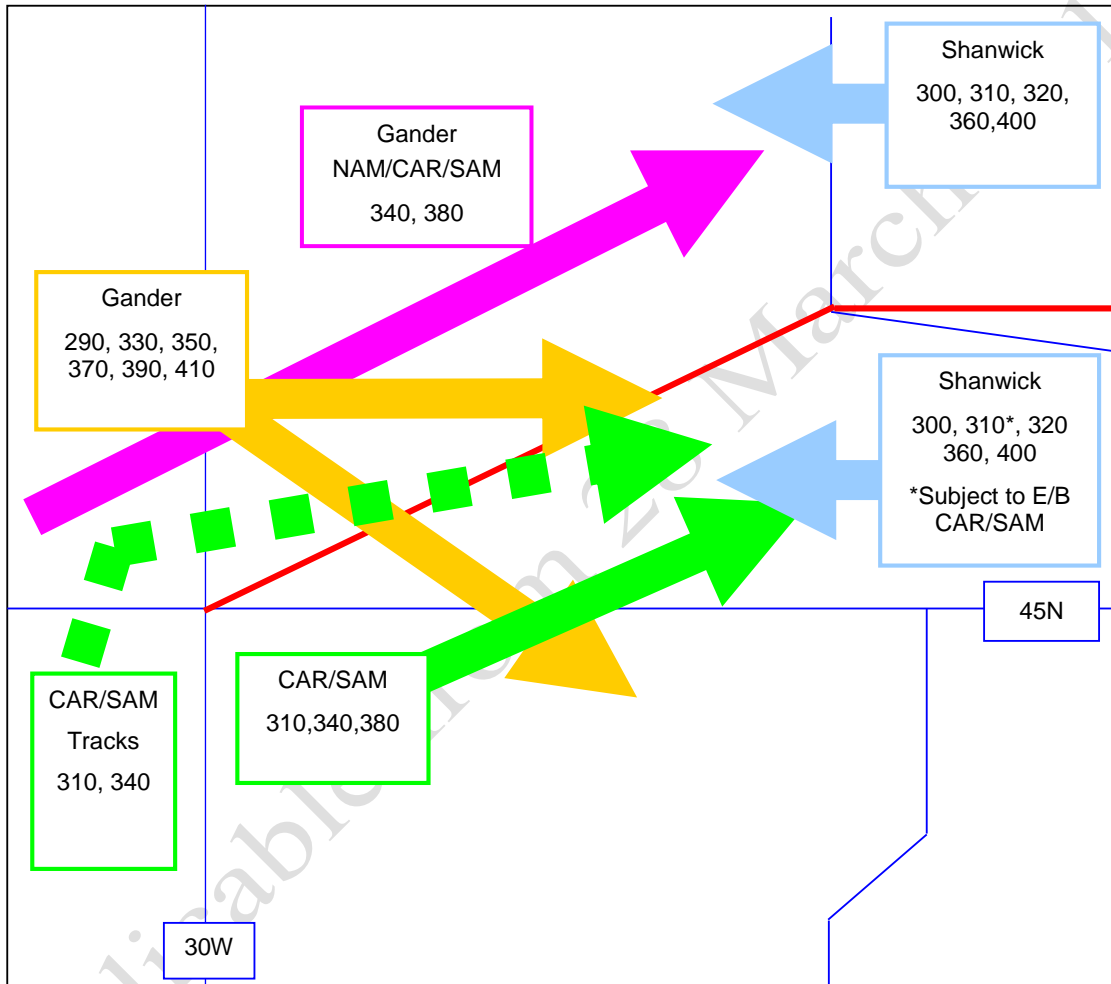 Shanwick
300, 310, 320,
360,400
Gander
NAM/CAR/SAM
340, 380
Gander
290, 330, 350,
370, 390, 410
Shanwick
300, 310*, 320
360, 400
*Subject to E/B
CAR/SAM
45N
CAR/SAM
310,340,380
CAR/SAM
Tracks
310, 340
30W
28 March